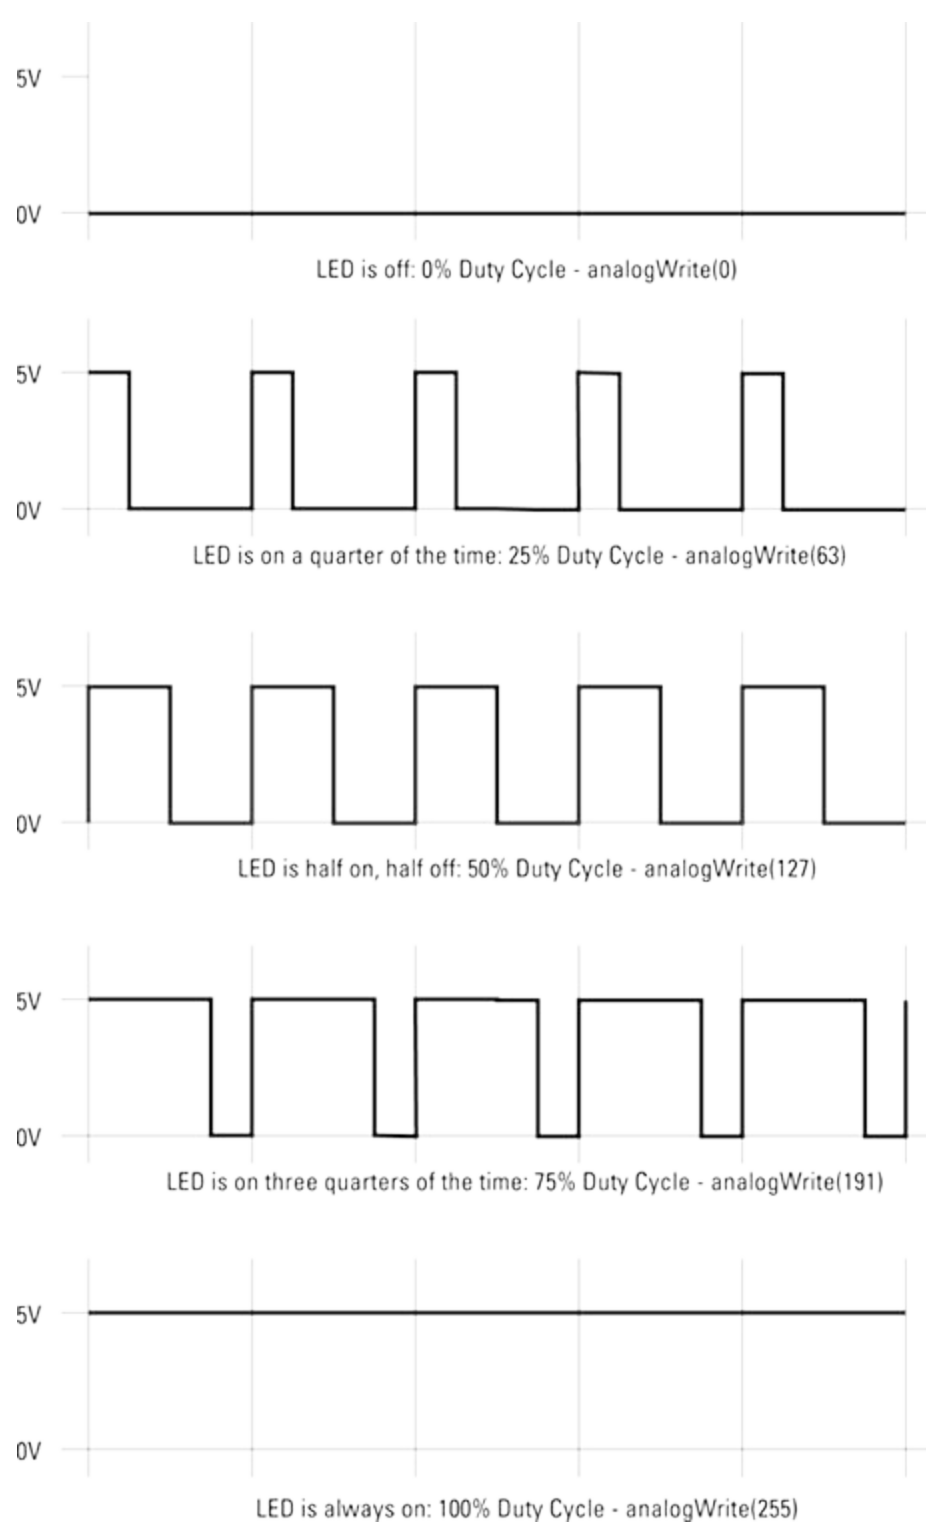 5V
0V
LED is off: 0% Duty Cycle - analogWrite(0)
5V
0V
LED is on a quarter of the time: 25% Duty Cycle - analogWrite(63)
5V
0V
LED is half on, half off: 50% Duty Cycle - analogWrite(127)
5V
0V
LED is on three quarters of the time: 75% Duty Cycle - analogWrite(191)
5V
0V
LED is always on: 100% Duty Cycle - analogWrite(255)